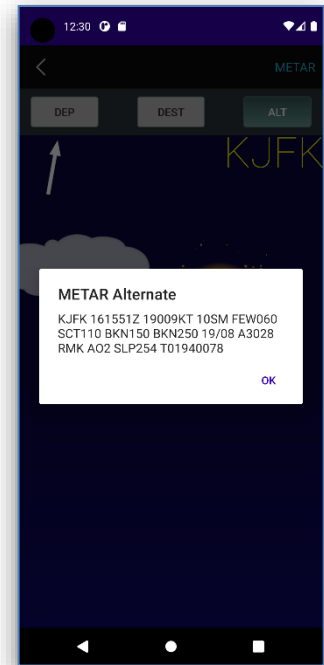 12:30
METAR
DEP DEST ALT
KJFK
METAR Alternate
KJFK 161551Z 19009KT 10SM FEW060
SCT110 BKN150 BKN250 19/08 A3028
RMK AO2 SLP254 T01940078
OK